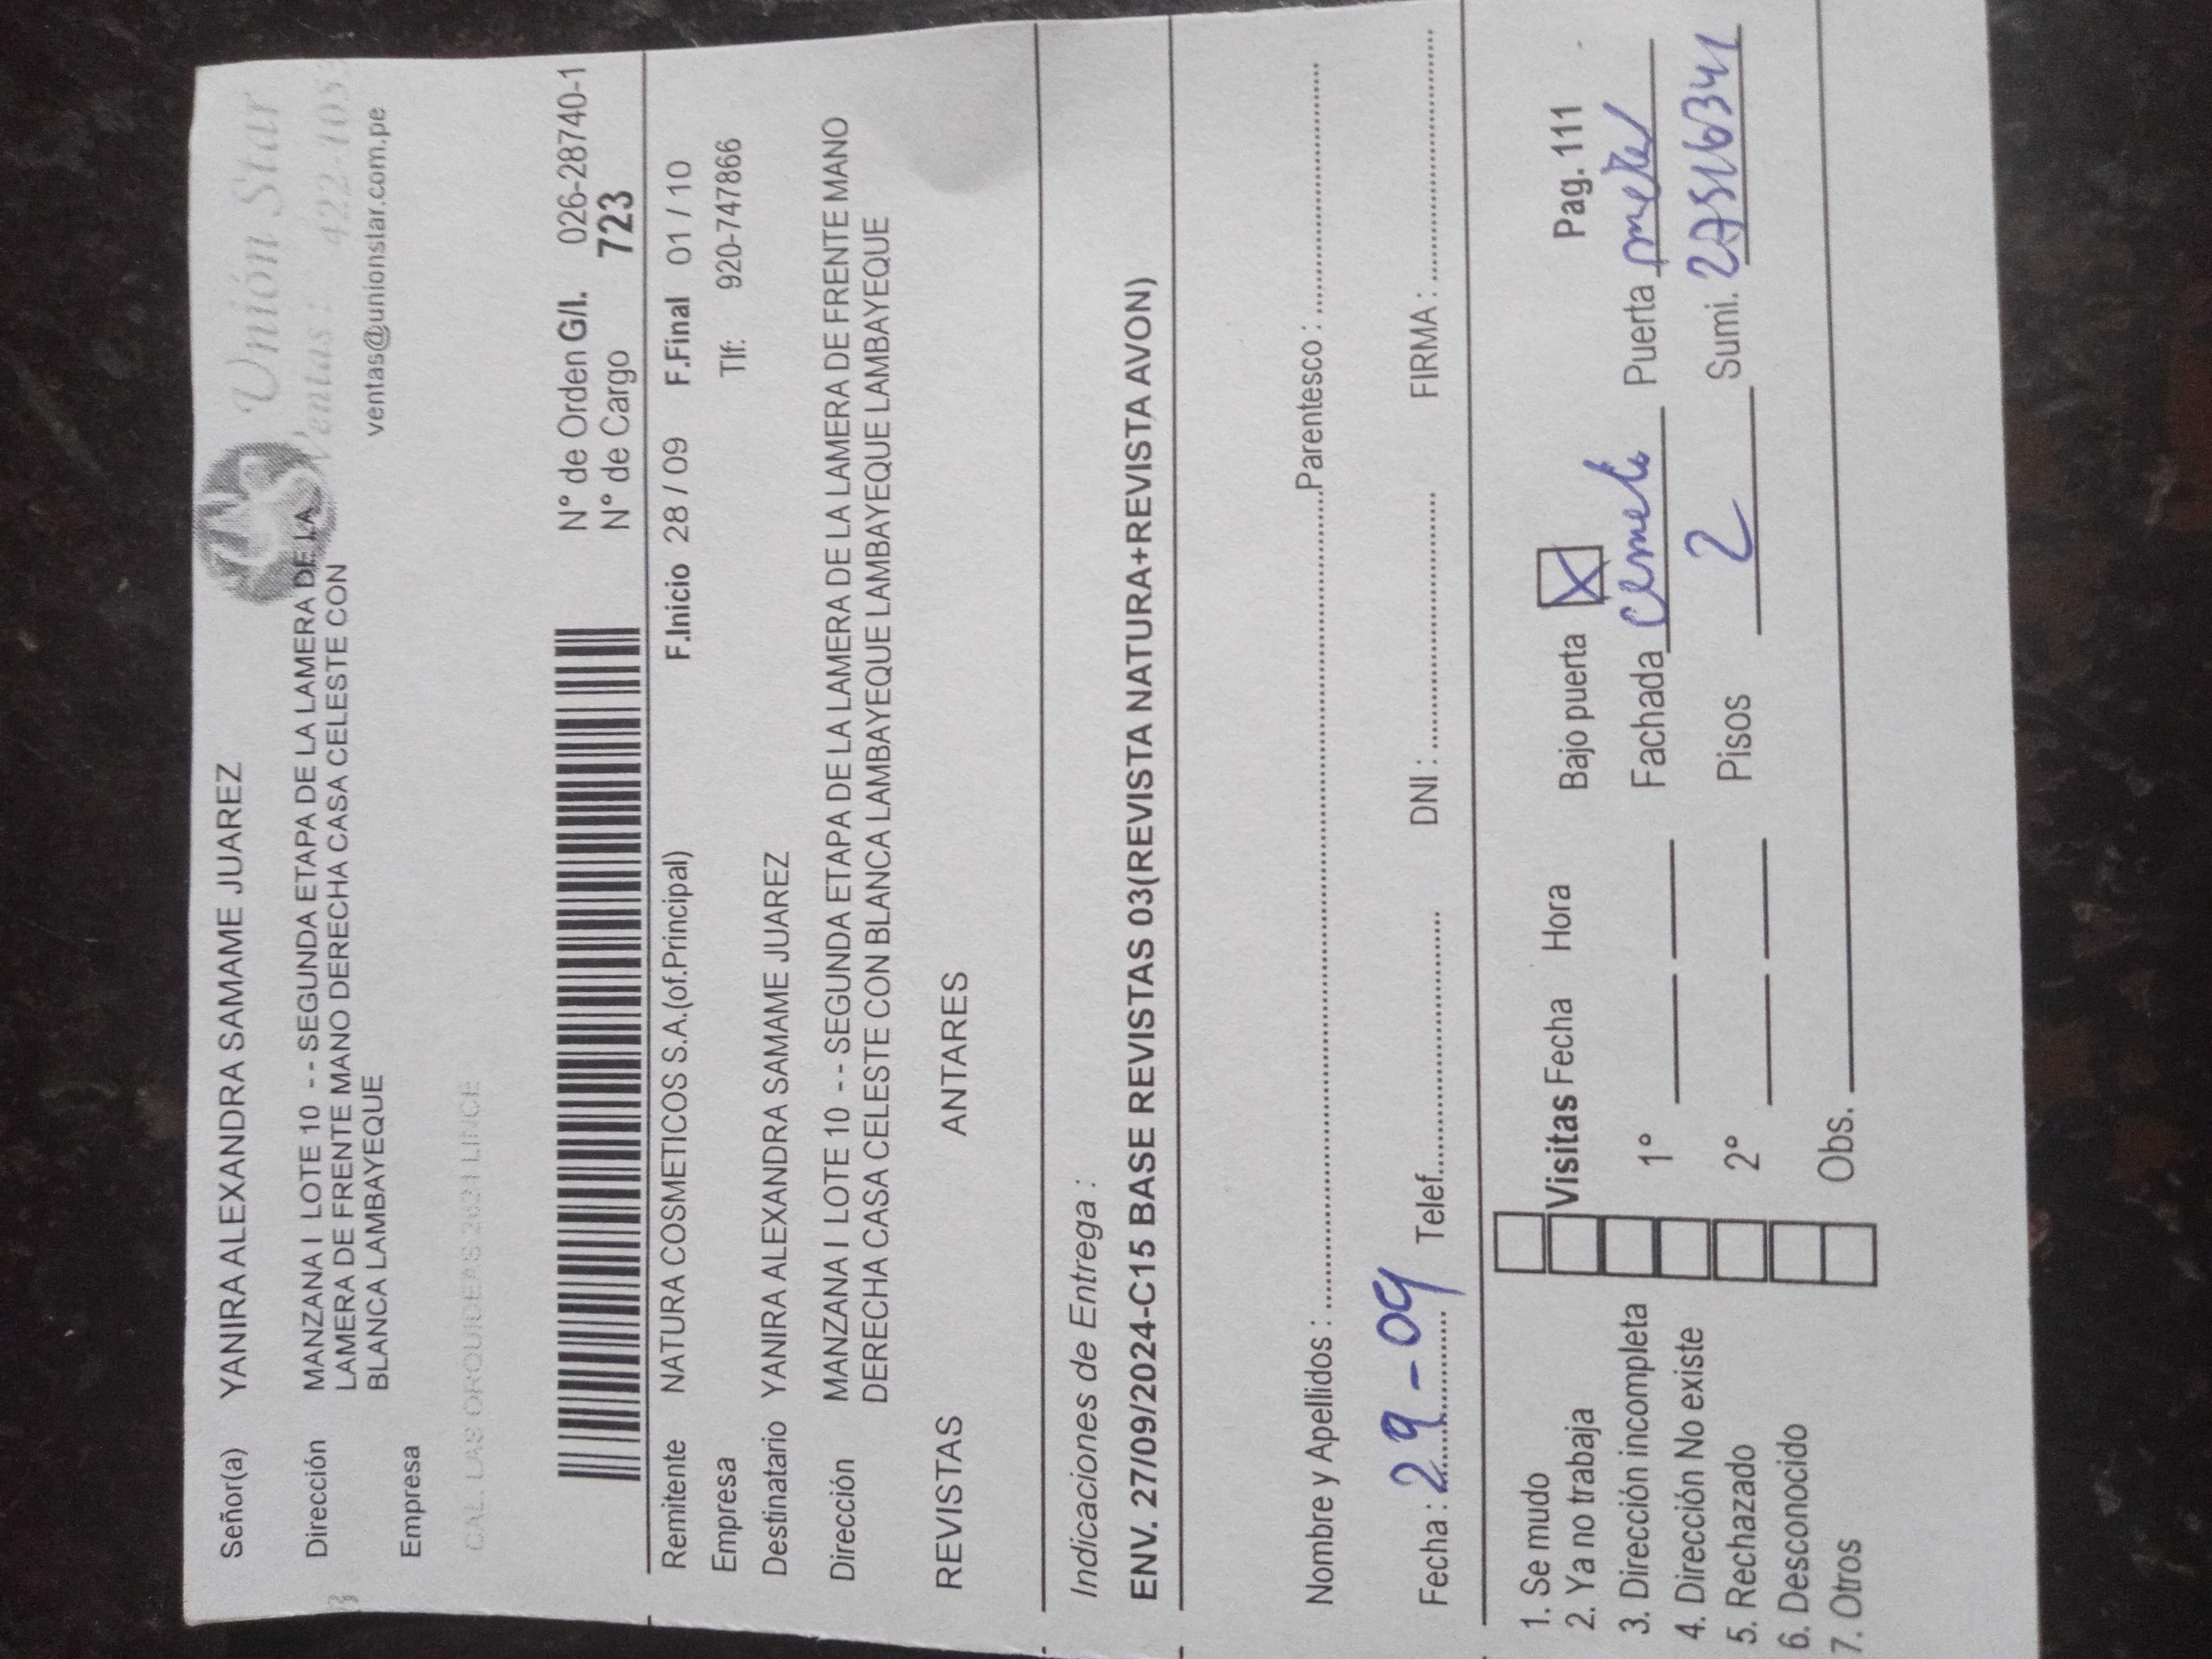 Unión Star
Ventas: 422-105
ventas@unionstar.com.pe
Señor(a) YANIRA ALEXANDRA SAMAME JUAREZ
Dirección MANZANA I LOTE 10 - - SEGUNDA ETAPA DE LA LAMERA DE LA
LAMERA DE FRENTE MANO DERECHA CASA CELESTE CON
BLANCA LAMBAYEQUE
Empresa
CAL. LAS ORQUIDEAS 2621 LINCE
N° de Orden G/I. 026-28740-1
N° de Cargo 723
Remitente NATURA COSMETICOS S.A.(of.Principal) F.Inicio 28 / 09 F.Final 01 / 10
Empresa Tlf: 920-747866
Destinatario YANIRA ALEXANDRA SAMAME JUAREZ
Dirección MANZANA I LOTE 10 - - SEGUNDA ETAPA DE LA LAMERA DE LA LAMERA DE FRENTE MANO
DERECHA CASA CELESTE CON BLANCA LAMBAYEQUE LAMBAYEQUE LAMBAYEQUE
REVISTAS ANTARES
Indicaciones de Entrega :
ENV. 27/09/2024-C15 BASE REVISTAS 03(REVISTA NATURA+REVISTA AVON)
Nombre y Apellidos : Parentesco :
Fecha : 29-09 Telef. DNI : FIRMA :
1. Se mudo
2. Ya no trabaja
3. Dirección incompleta
4. Dirección No existe
5. Rechazado
6. Desconocido
7. Otros
Visitas Fecha Hora
1°
2°
Obs.
Bajo puerta X Pag. 111
Fachada Puerta
Pisos 2 Sumi.